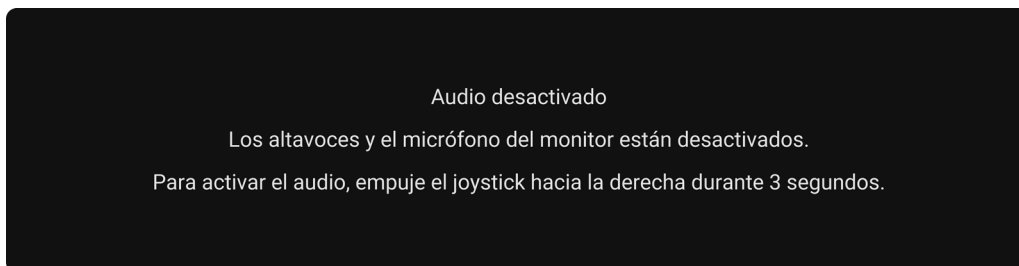 Audio desactivado
Los altavoces y el micrófono del monitor están desactivados.
Para activar el audio, empuje el joystick hacia la derecha durante 3 segundos.